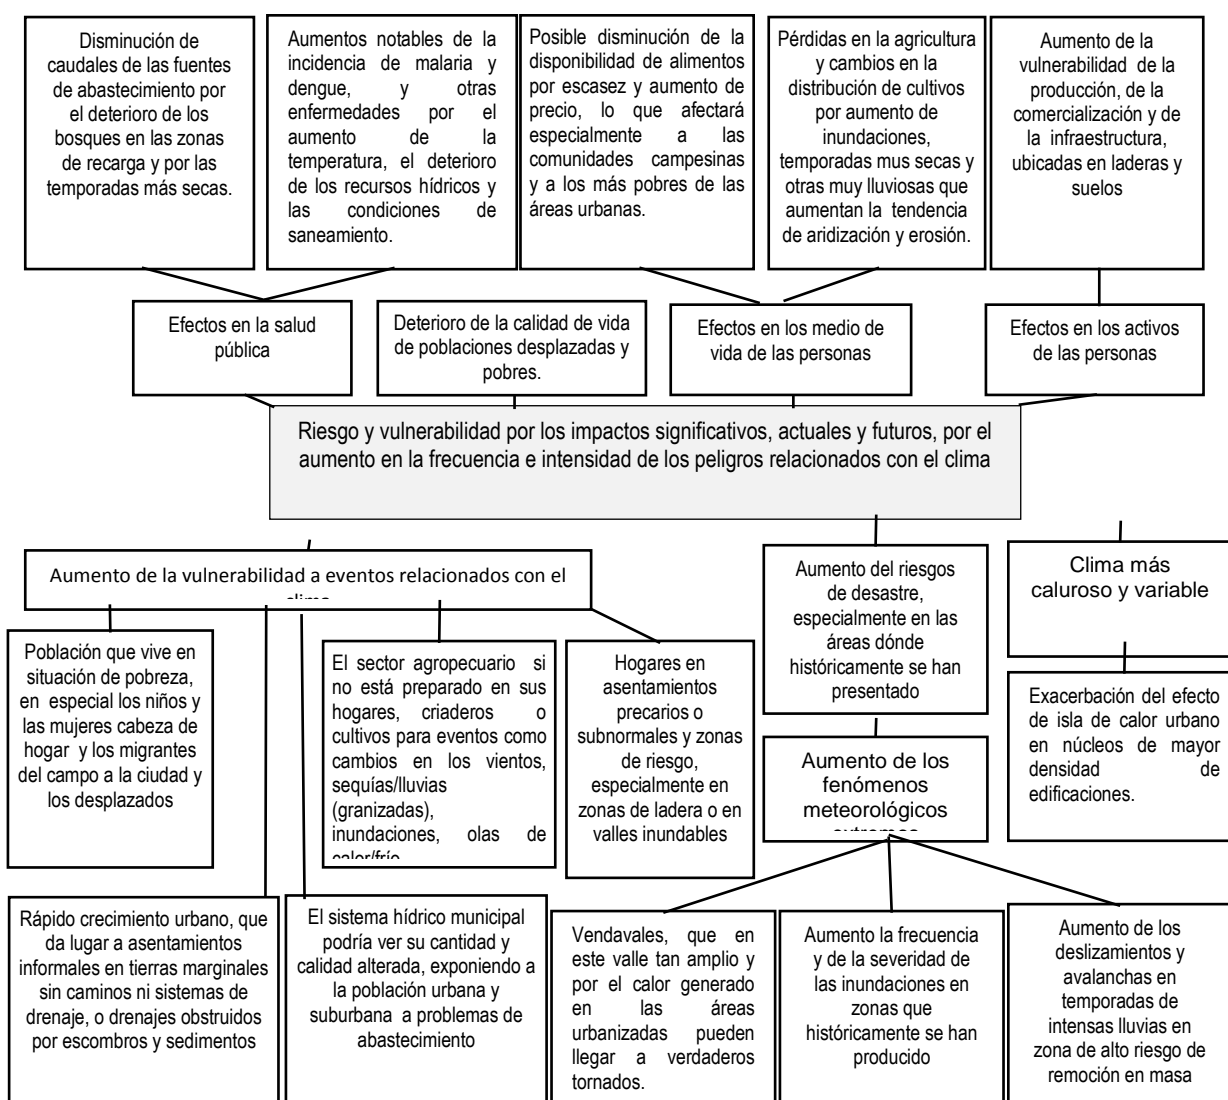 Disminución de
caudales de las fuentes
de abastecimiento por
el deterioro de los
bosques en las zonas
de recarga y por las
temporadas más secas.
Aumentos notables de la
incidencia de malaria y
dengue, y otras
enfermedades por el
aumento de la
temperatura, el deterioro
de los recursos hídricos y
las condiciones de
saneamiento.
Posible disminución de la
disponibilidad de alimentos
por escasez y aumento de
precio, lo que afectará
especialmente a las
comunidades campesinas
y a los más pobres de las
áreas urbanas.
Pérdidas en la agricultura
y cambios en la
distribución de cultivos
por aumento de
inundaciones,
temporadas mus secas y
otras muy lluviosas que
aumentan la tendencia
de aridización y erosión.
Aumento de la
vulnerabilidad de la
producción, de la
comercialización y de
la infraestructura,
ubicadas en laderas y
suelos
Efectos en la salud
pública
Deterioro de la calidad de vida
de poblaciones desplazadas y
pobres.
Efectos en los medio de
vida de las personas
Efectos en los activos
de las personas
Riesgo y vulnerabilidad por los impactos significativos, actuales y futuros, por el
aumento en la frecuencia e intensidad de los peligros relacionados con el clima
Aumento de la vulnerabilidad a eventos relacionados con el
clima
Aumento del riesgos
de desastre,
especialmente en las
áreas dónde
históricamente se han
presentado
Clima más
caluroso y variable
Población que vive en
situación de pobreza,
en especial los niños y
las mujeres cabeza de
hogar y los migrantes
del campo a la ciudad y
los desplazados
El sector agropecuario si
no está preparado en sus
hogares, criaderos o
cultivos para eventos como
cambios en los vientos,
sequías/lluvias
(granizadas),
inundaciones, olas de
calor/frío
Hogares en
asentamientos
precarios o
subnormales y zonas
de riesgo,
especialmente en
zonas de ladera o en
valles inundables
Aumento de los
fenómenos
meteorológicos
extremos
Exacerbación del efecto
de isla de calor urbano
en núcleos de mayor
densidad de
edificaciones.
Rápido crecimiento urbano, que
da lugar a asentamientos
informales en tierras marginales
sin caminos ni sistemas de
drenaje, o drenajes obstruidos
por escombros y sedimentos
El sistema hídrico municipal
podría ver su cantidad y
calidad alterada, exponiendo a
la población urbana y
suburbana a problemas de
abastecimiento
Vendavales, que en
este valle tan amplio y
por el calor generado
en las áreas
urbanizadas pueden
llegar a verdaderos
tornados.
Aumento la frecuencia
y de la severidad de
las inundaciones en
zonas que
históricamente se han
producido
Aumento de los
deslizamientos y
avalanchas en
temporadas de
intensas lluvias en
zona de alto riesgo de
remoción en masa